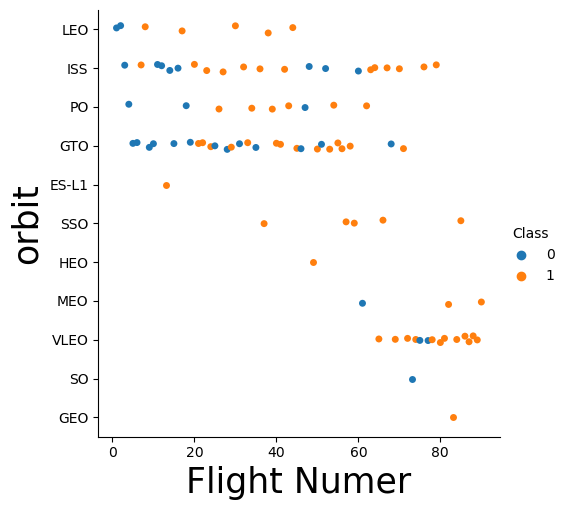 LEO
ISS
PO
GTO
ES-L1
SSO
HEO
MEO
VLEO
SO
GEO
orbit
0 20 40 60 80
Flight Numer
Class
0
1